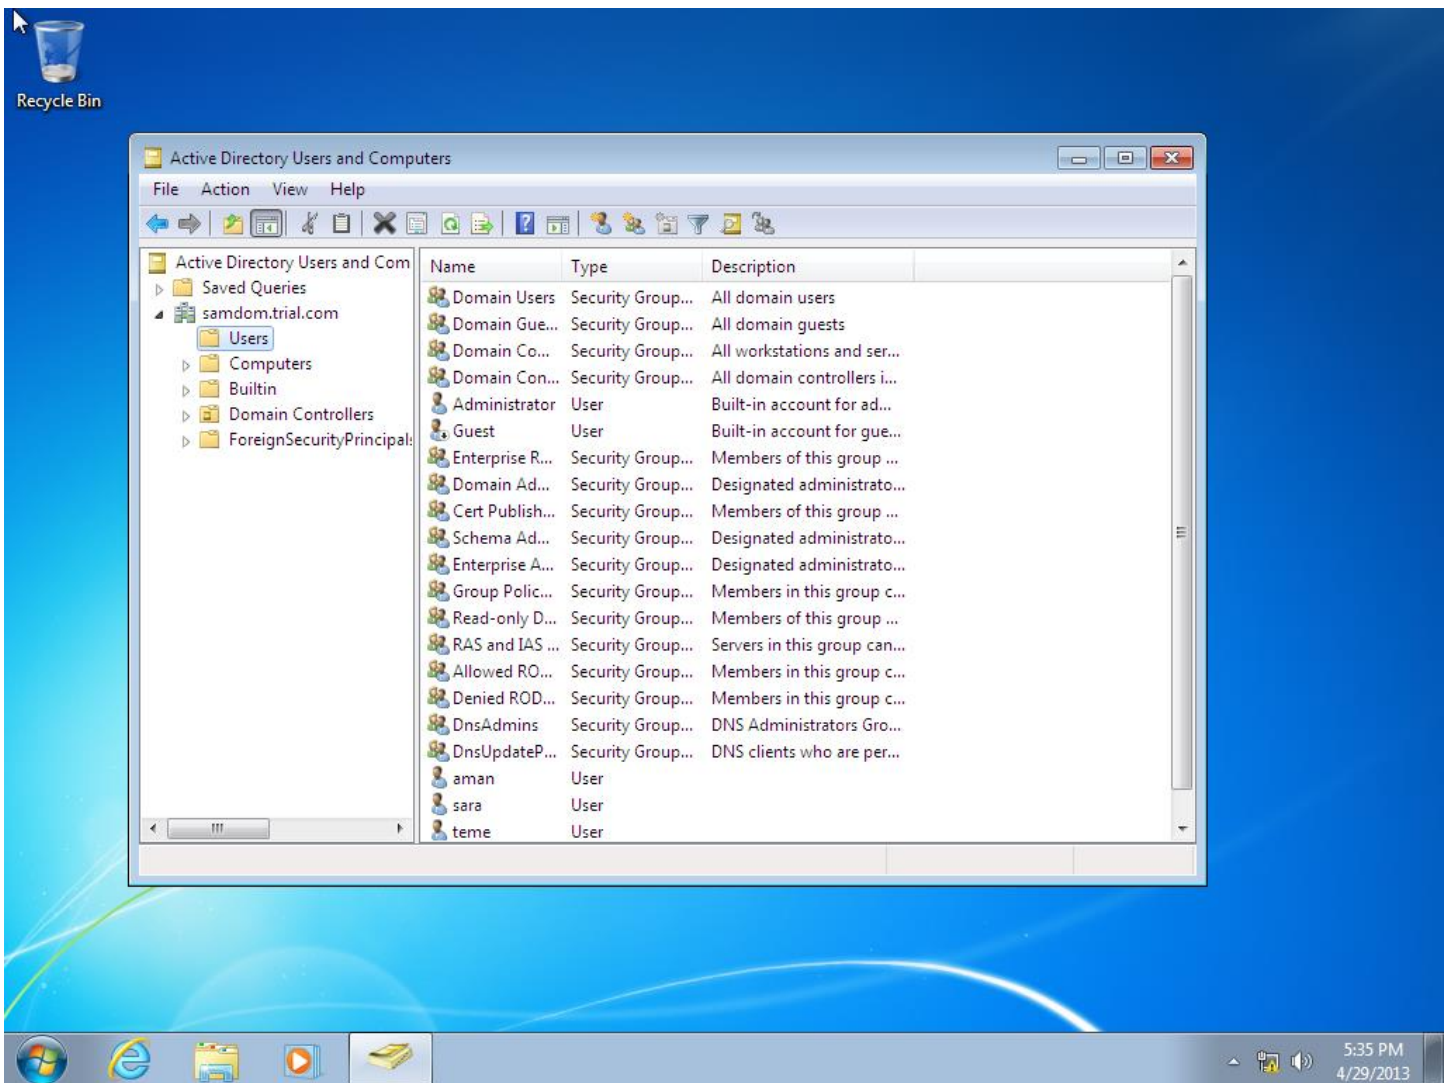 Recycle Bin
Active Directory Users and Computers
File Action View Help
Active Directory Users and Com
Saved Queries
samdom.trial.com
Users
Computers
Builtin
Domain Controllers
ForeignSecurityPrincipals
Name Type Description
Domain Users Security Group... All domain users
Domain Gue... Security Group... All domain guests
Domain Co... Security Group... All workstations and ser...
Domain Con... Security Group... All domain controllers i...
Administrator User Built-in account for ad...
Guest User Built-in account for gue...
Enterprise R... Security Group... Members of this group ...
Domain Ad... Security Group... Designated administrato...
Cert Publish... Security Group... Members of this group ...
Schema Ad... Security Group... Designated administrato...
Enterprise A... Security Group... Designated administrato...
Group Polic... Security Group... Members in this group c...
Read-only D... Security Group... Members of this group ...
RAS and IAS ... Security Group... Servers in this group can...
Allowed RO... Security Group... Members in this group c...
Denied ROD... Security Group... Members in this group c...
DnsAdmins Security Group... DNS Administrators Gro...
DnsUpdateP... Security Group... DNS clients who are per...
aman User
sara User
teme User
5:35 PM
4/29/2013